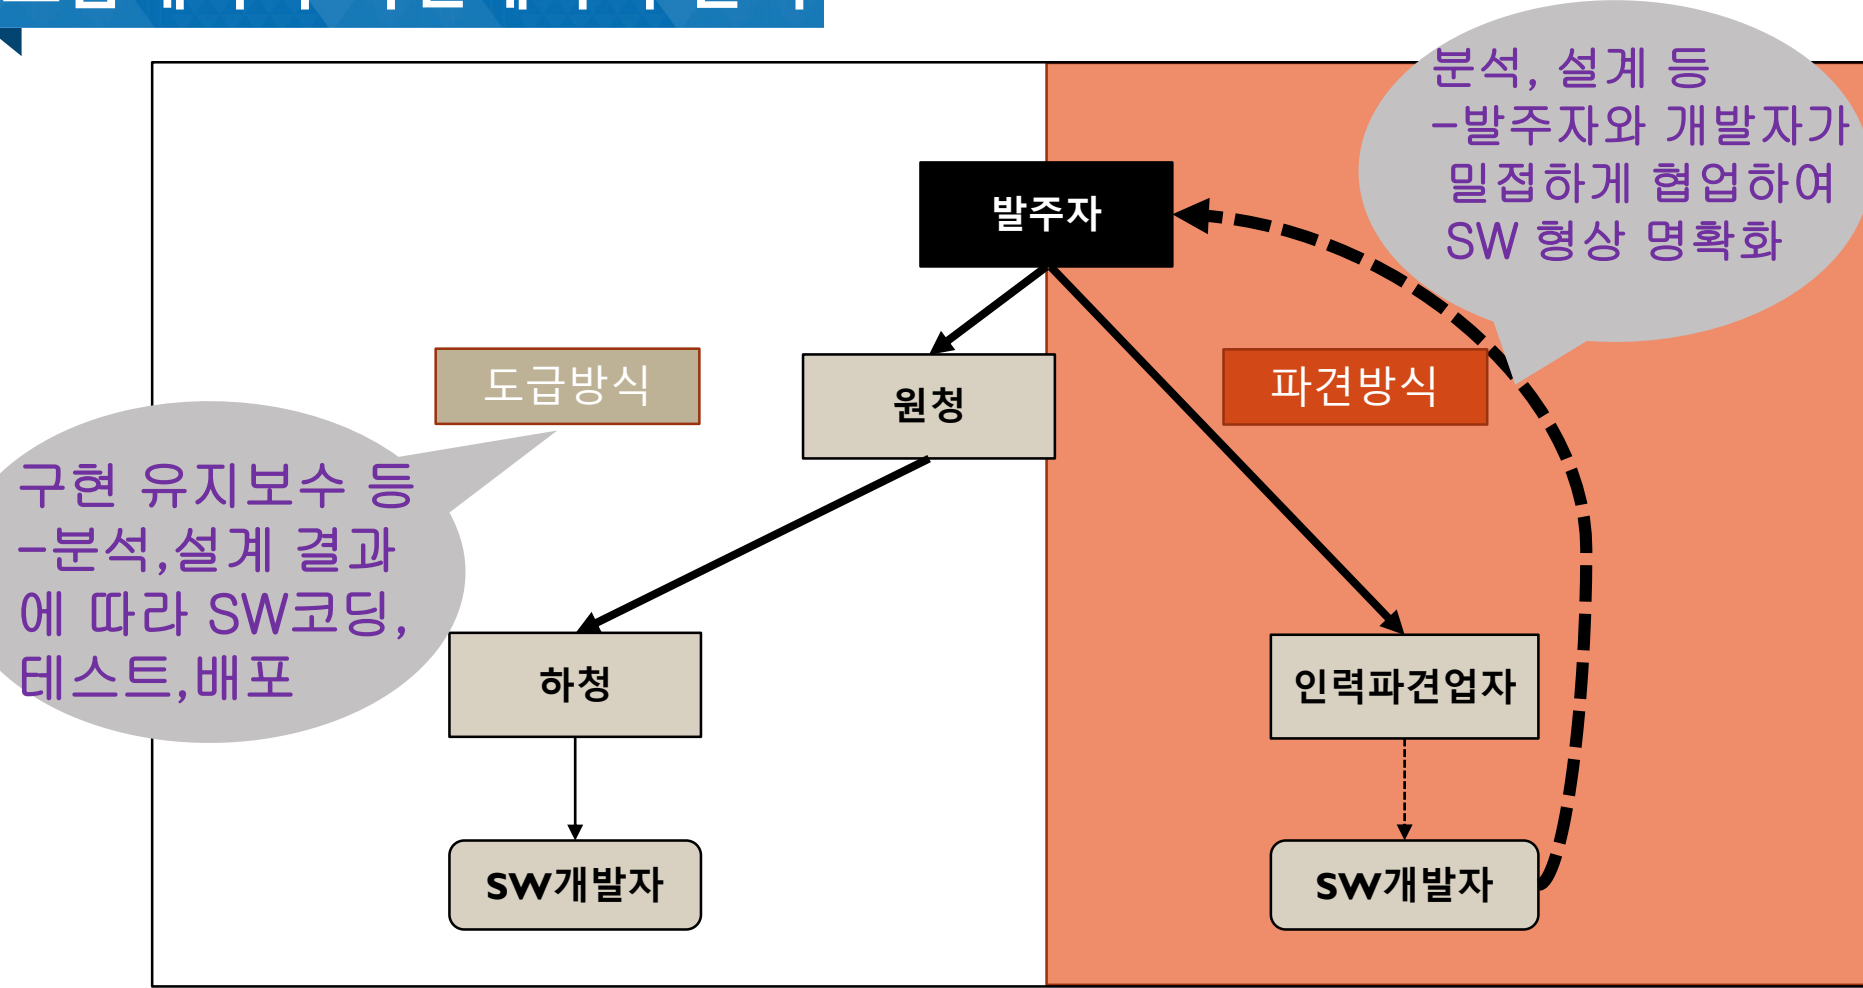 분석, 설계 등
-발주자와 개발자가
밀접하게 협업하여
SW 형상 명확화
발주자
도급방식
원청
파견방식
구현 유지보수 등
-분석,설계 결과
에 따라 SW코딩,
테스트,배포
하청
인력파견업자
SW개발자
SW개발자